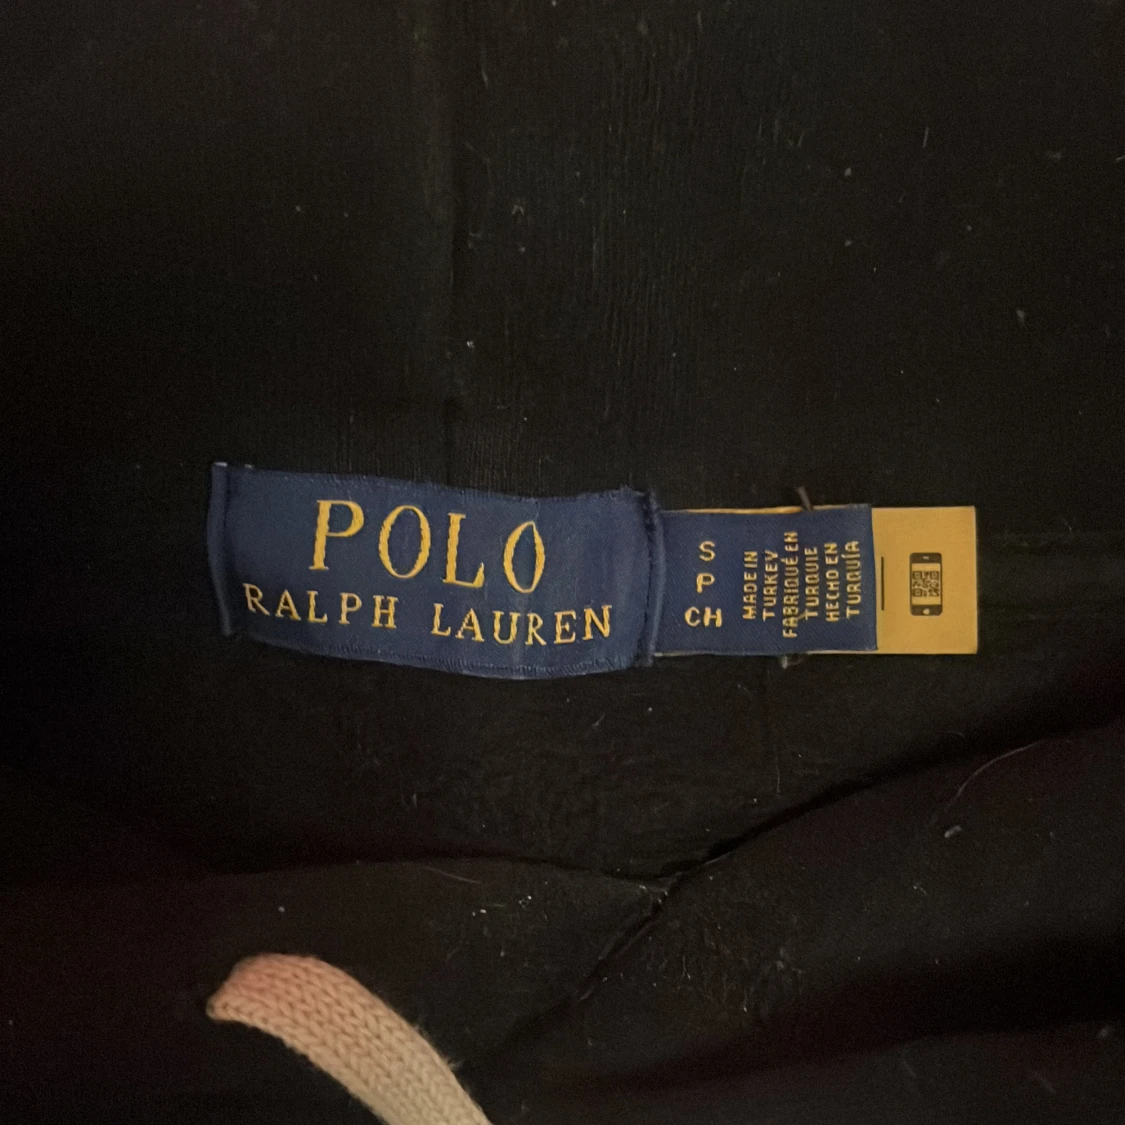 POLO
RALPH LAUREN
S
P
CH
MADE IN
TURKEY
FABRIQUÉ EN
TURQUIE
HECHO EN
TURQUÍA